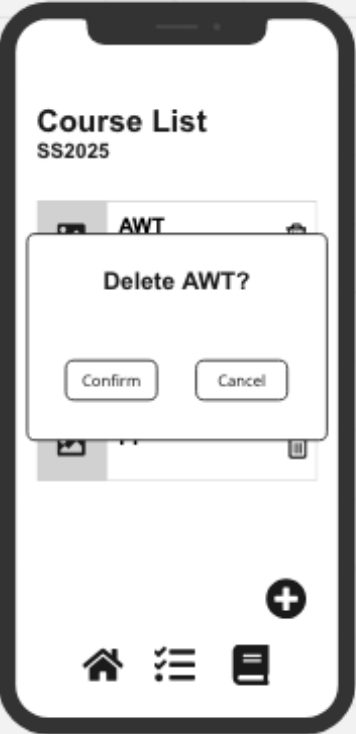 Course List
SS2025
AWT
Delete AWT?
Confirm
Cancel